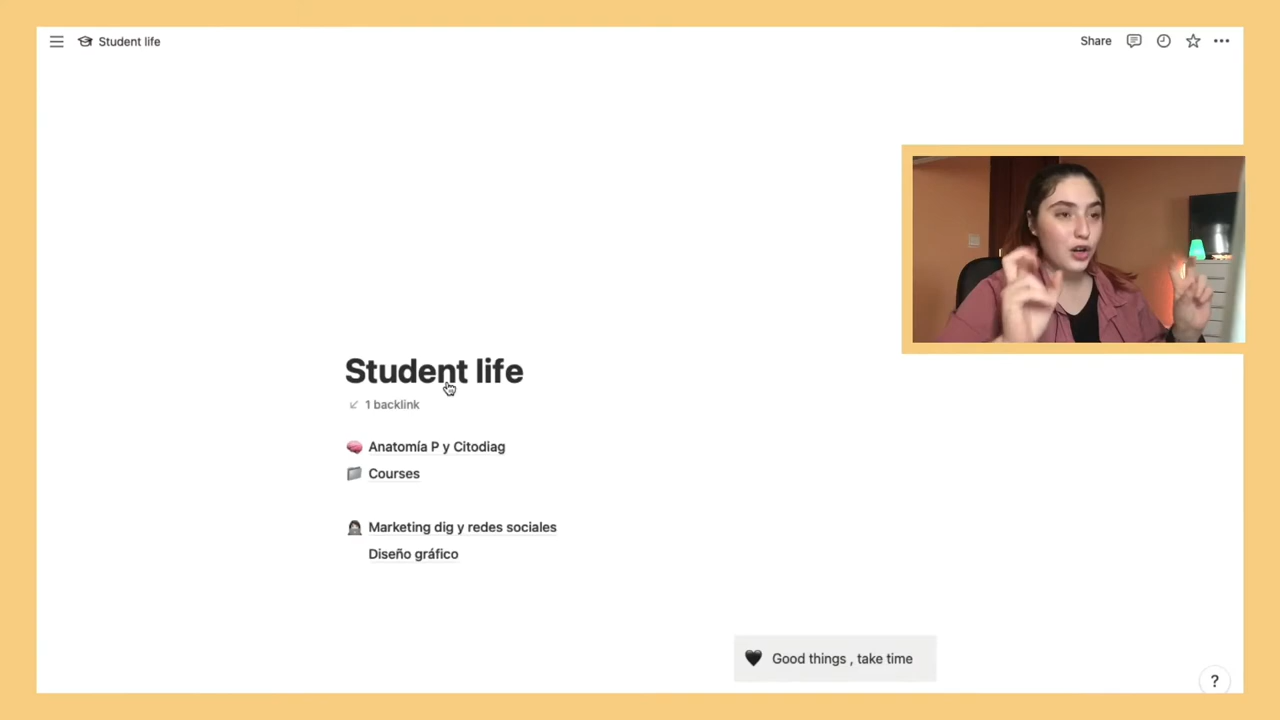 Student life
Share
Student life
1 backlink
Anatomía P y Citodiag
Courses
Marketing dig y redes sociales
Diseño gráfico
Good things , take time
?